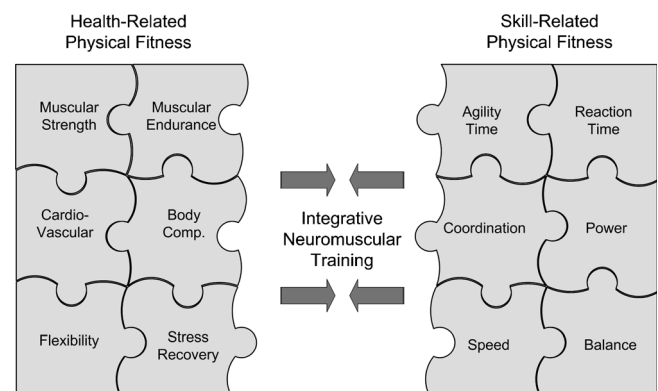 Health-Related
Physical Fitness
Skill-Related
Physical Fitness
Muscular
Strength
Muscular
Endurance
Agility
Time
Reaction
Time
Cardio-
Vascular
Body
Comp.
Integrative
Neuromuscular
Training
Coordination
Power
Flexibility
Stress
Recovery
Speed
Balance